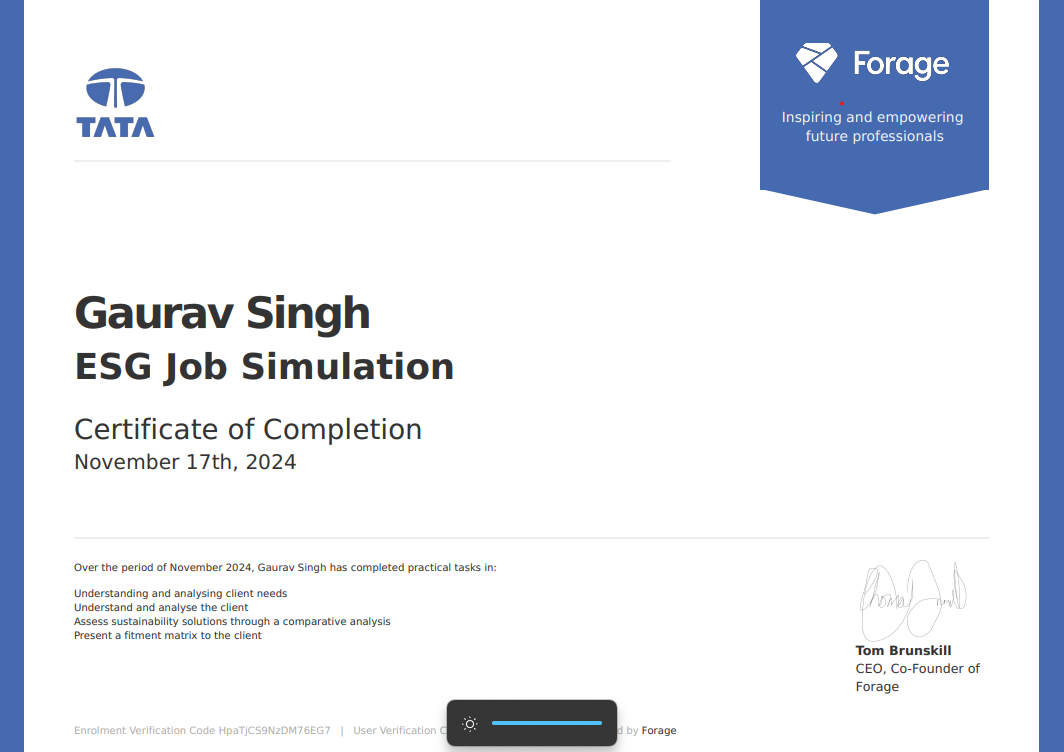 TATA
Forage
Inspiring and empowering
future professionals
Gaurav Singh
ESG Job Simulation
Certificate of Completion
November 17th, 2024
Over the period of November 2024, Gaurav Singh has completed practical tasks in:
Understanding and analysing client needs
Understand and analyse the client
Assess sustainability solutions through a comparative analysis
Present a fitment matrix to the client
Tom Brunskill
CEO, Co-Founder of
Forage
Enrolment Verification Code HpaTjCS9NzDM76EG7 | User Verification by Forage